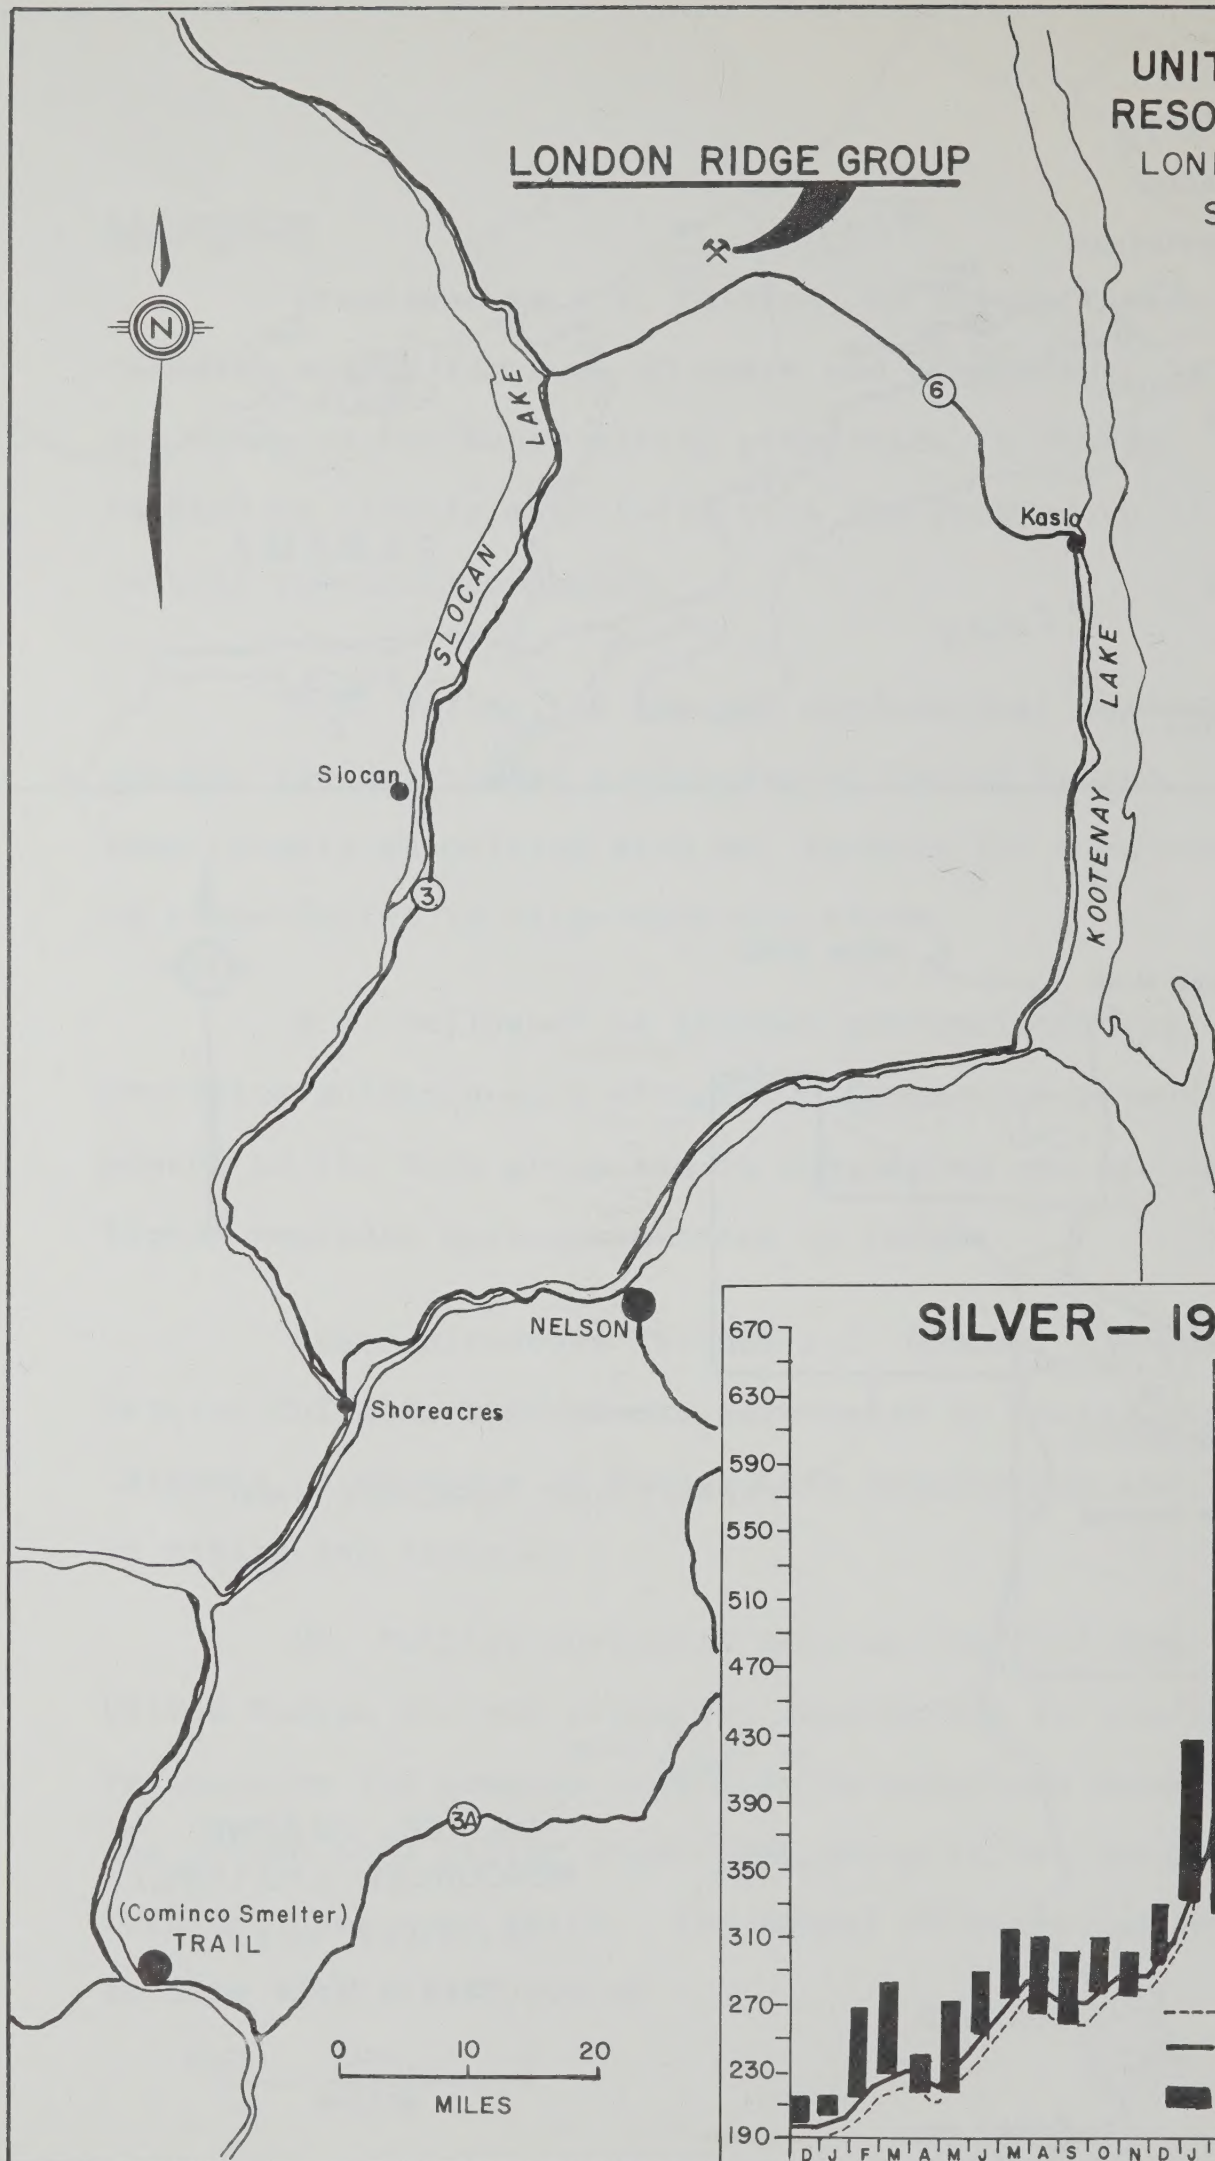 UNIT
RESO
LONDON RIDGE GROUP
LON
S
N
LAKE
6
Kaslo
SLOCAN
LAKE
Slocan
KOOTENAY
3
NELSON
SILVER — 19
670
630
Shoreacres
590
550
510
470
430
3A
390
350
(Cominco Smelter)
TRAIL
310
270
0 10 20
MILES
230
190
D J F M A M J M A S O N D J